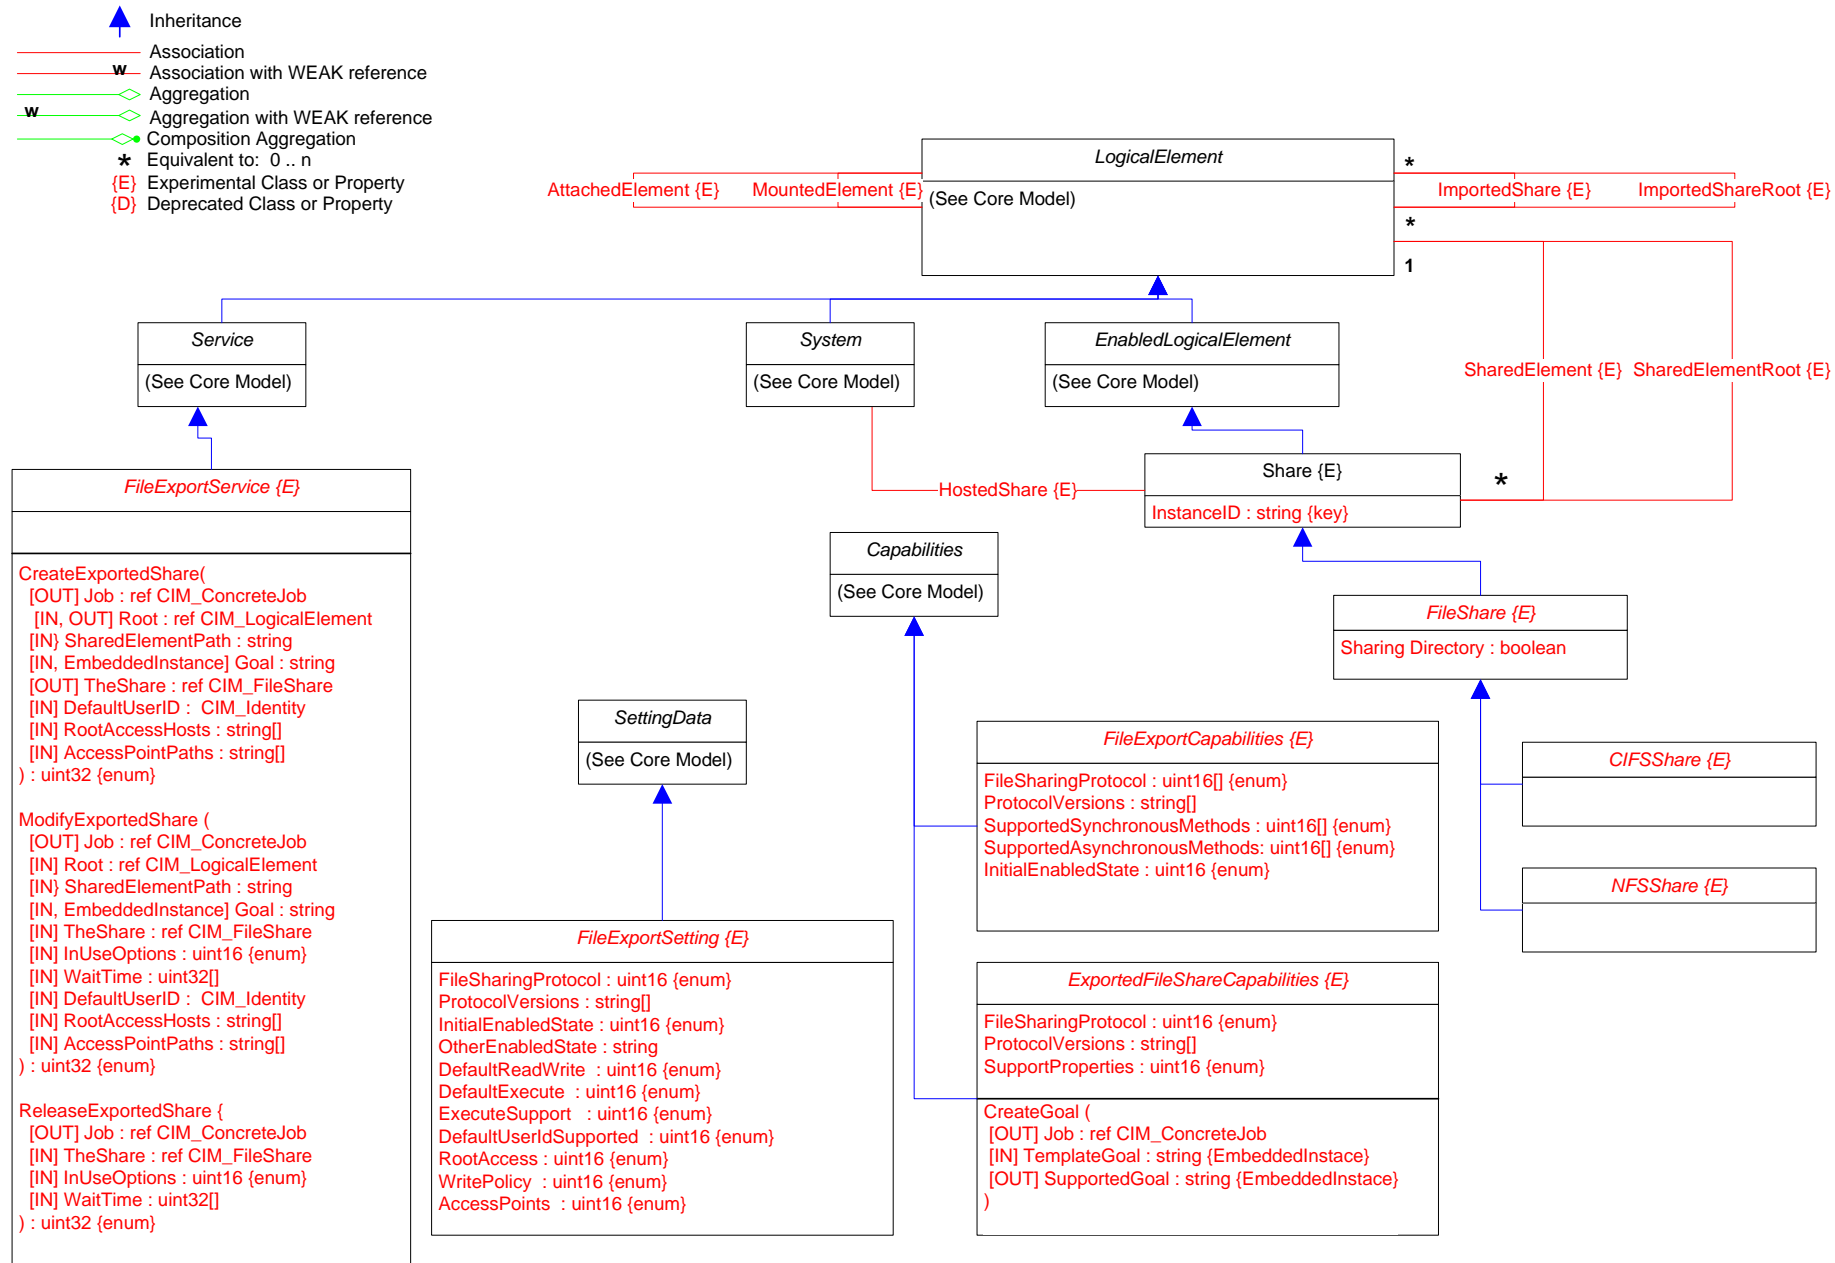 Inheritance
Association
w Association with WEAK reference
Aggregation
w Aggregation with WEAK reference
Composition Aggregation
* Equivalent to: 0 .. n
{E} Experimental Class or Property
{D} Deprecated Class or Property
LogicalElement
(See Core Model)
AttachedElement {E}
MountedElement {E}
*
ImportedShare {E}
ImportedShareRoot {E}
*
1
Service
(See Core Model)
System
(See Core Model)
EnabledLogicalElement
(See Core Model)
SharedElement {E}
SharedElementRoot {E}
HostedShare {E}
Share {E}
InstanceID : string {key}
*
FileExportService {E}
CreateExportedShare(
[OUT] Job : ref CIM_ConcreteJob
[IN, OUT] Root : ref CIM_LogicalElement
[IN} SharedElementPath : string
[IN, EmbeddedInstance] Goal : string
[OUT] TheShare : ref CIM_FileShare
[IN] DefaultUserID : CIM_Identity
[IN] RootAccessHosts : string[]
[IN] AccessPointPaths : string[]
) : uint32 {enum}
ModifyExportedShare (
[OUT] Job : ref CIM_ConcreteJob
[IN] Root : ref CIM_LogicalElement
[IN} SharedElementPath : string
[IN, EmbeddedInstance] Goal : string
[IN] TheShare : ref CIM_FileShare
[IN] InUseOptions : uint16 {enum}
[IN] WaitTime : uint32[]
[IN] DefaultUserID : CIM_Identity
[IN] RootAccessHosts : string[]
[IN] AccessPointPaths : string[]
) : uint32 {enum}
ReleaseExportedShare {
[OUT] Job : ref CIM_ConcreteJob
[IN] TheShare : ref CIM_FileShare
[IN] InUseOptions : uint16 {enum}
[IN] WaitTime : uint32[]
) : uint32 {enum}
Capabilities
(See Core Model)
FileShare {E}
Sharing Directory : boolean
SettingData
(See Core Model)
FileExportCapabilities {E}
FileSharingProtocol : uint16[] {enum}
ProtocolVersions : string[]
SupportedSynchronousMethods : uint16[] {enum}
SupportedAsynchronousMethods: uint16[] {enum}
InitialEnabledState : uint16 {enum}
CIFSShare {E}
NFSShare {E}
FileExportSetting {E}
FileSharingProtocol : uint16 {enum}
ProtocolVersions : string[]
InitialEnabledState : uint16 {enum}
OtherEnabledState : string
DefaultReadWrite : uint16 {enum}
DefaultExecute : uint16 {enum}
ExecuteSupport : uint16 {enum}
DefaultUserIdSupported : uint16 {enum}
RootAccess : uint16 {enum}
WritePolicy : uint16 {enum}
AccessPoints : uint16 {enum}
ExportedFileShareCapabilities {E}
FileSharingProtocol : uint16 {enum}
ProtocolVersions : string[]
SupportProperties : uint16 {enum}
CreateGoal (
[OUT] Job : ref CIM_ConcreteJob
[IN] TemplateGoal : string {EmbeddedInstace}
[OUT] SupportedGoal : string {EmbeddedInstace}
)